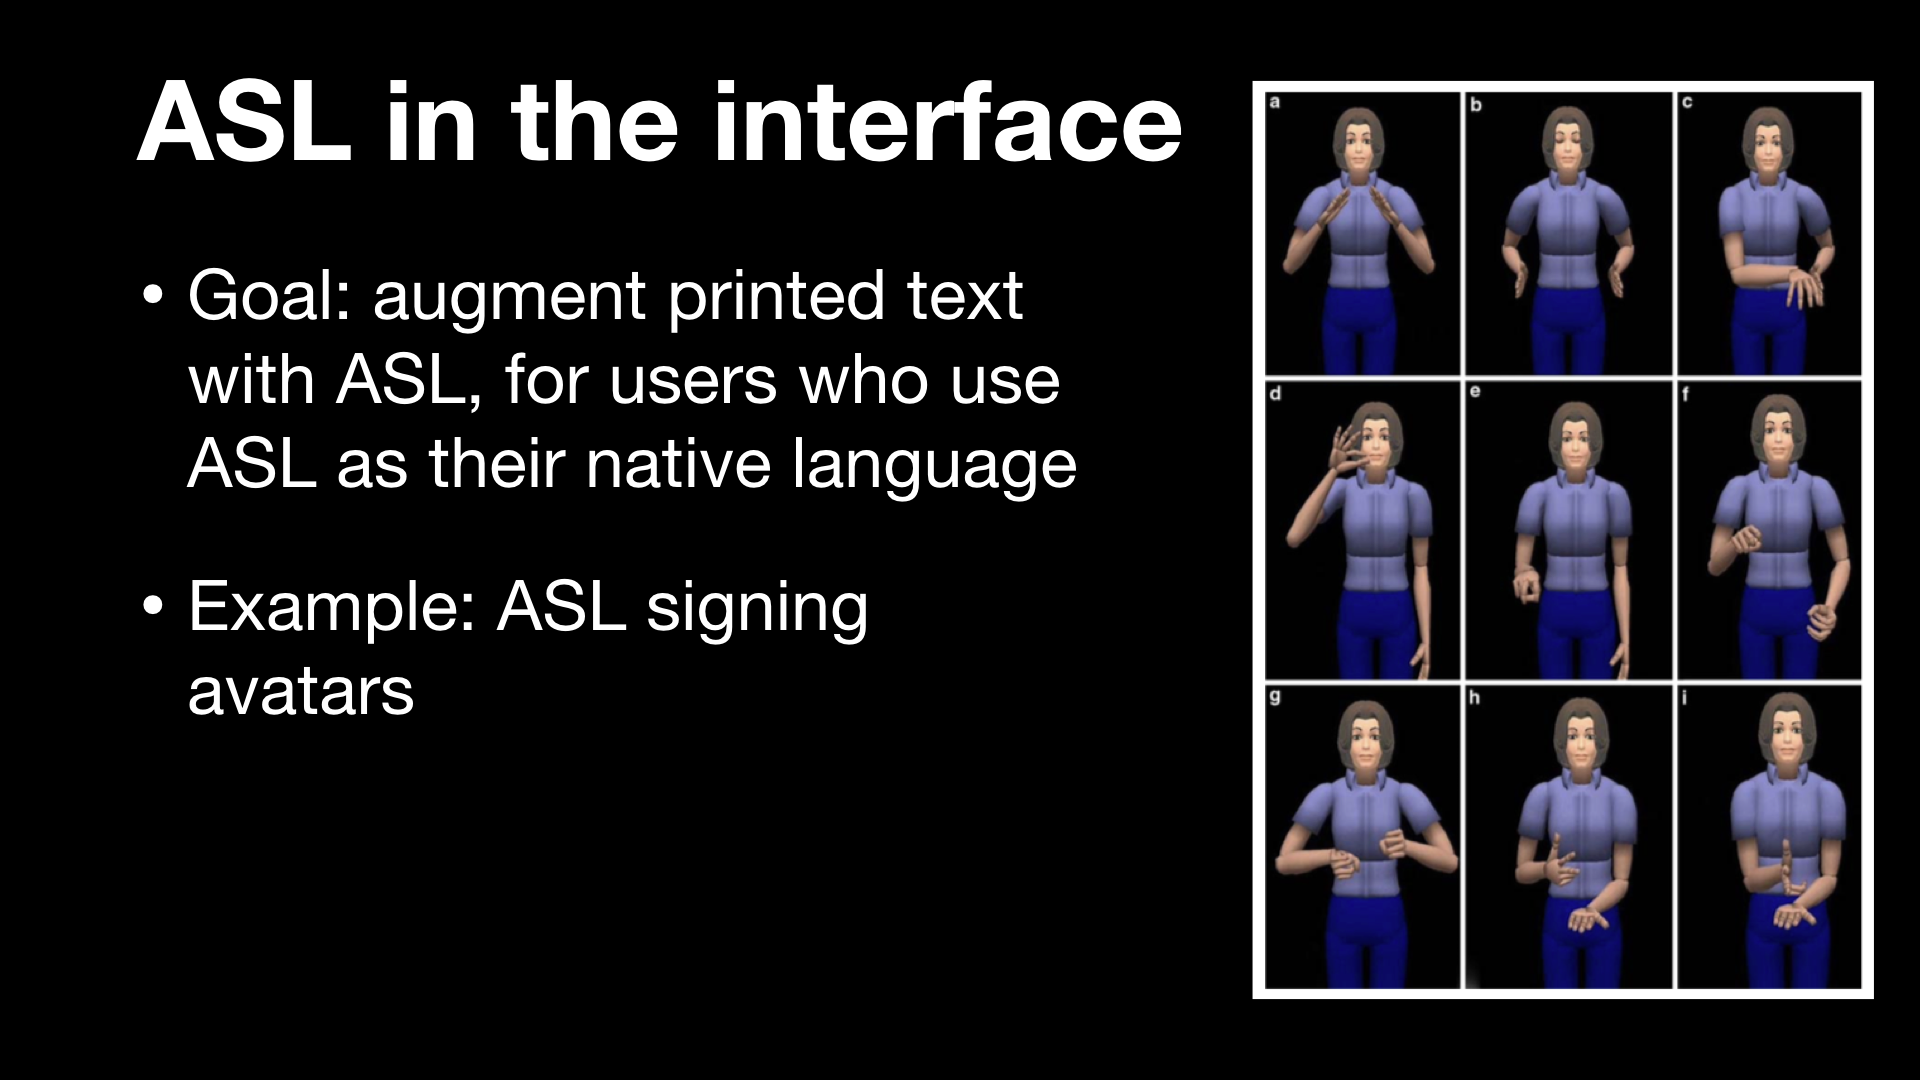 ASL in the interface
• Goal: augment printed text
with ASL, for users who use
ASL as their native language
• Example: ASL signing
avatars
a
b
c
d
e
f
g
h
i